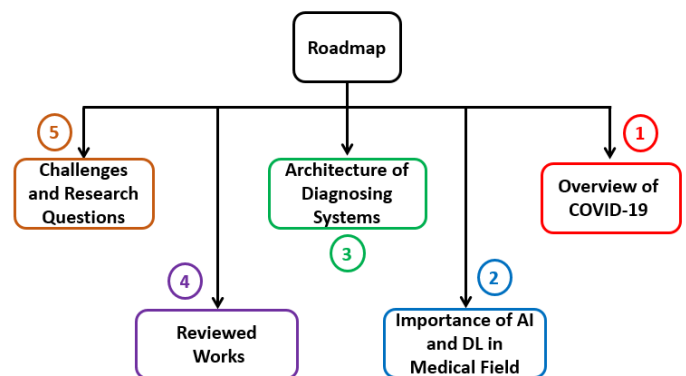 Roadmap
5
Challenges
and Research
Questions
Architecture of
Diagnosing
Systems
3
1
Overview of
COVID-19
4
Reviewed
Works
2
Importance of AI
and DL in
Medical Field